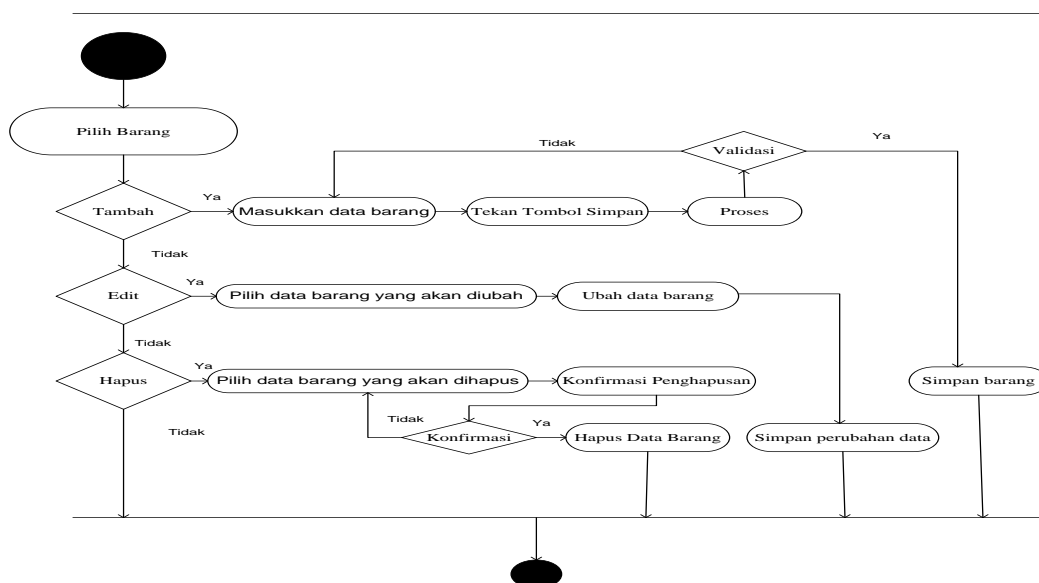 Pilih Barang
Tidak
Validasi
Ya
Tambah
Ya
Masukkan data barang
Tekan Tombol Simpan
Proses
Tidak
Edit
Ya
Pilih data barang yang akan diubah
Ubah data barang
Tidak
Hapus
Ya
Pilih data barang yang akan dihapus
Konfirmasi Penghapusan
Simpan barang
Tidak
Tidak
Konfirmasi
Ya
Hapus Data Barang
Simpan perubahan data